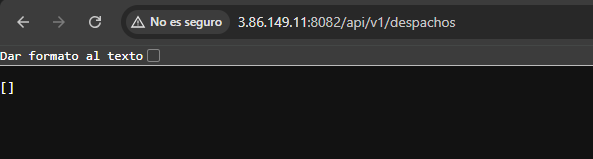 No es seguro 3.86.149.11:8082/api/v1/despachos
Dar formato al texto
[]